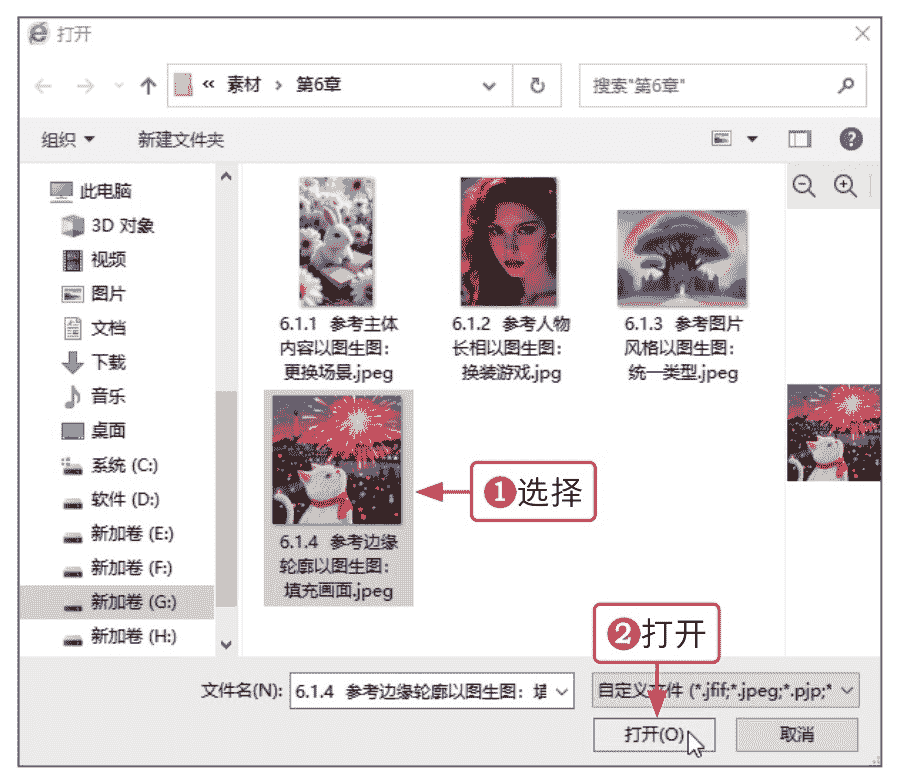 打开
« 素材 › 第6章
搜索"第6章"
组织
新建文件夹
此电脑
3D 对象
视频
图片
文档
下载
音乐
桌面
系统 (C:)
软件 (D:)
新加卷 (E:)
新加卷 (F:)
新加卷 (G:)
新加卷 (H:)
6.1.1 参考主体
内容以图生图：
更换场景.jpeg
6.1.2 参考人物
长相以图生图：
换装游戏.jpg
6.1.3 参考图片
风格以图生图：
统一类型.jpeg
6.1.4 参考边缘
轮廓以图生图：
填充画面.jpeg
❶选择
❷打开
文件名(N):
6.1.4 参考边缘轮廓以图生图：
自定义文件 (*.jfif;*.jpeg;*.pjp;*
打开(O)
取消